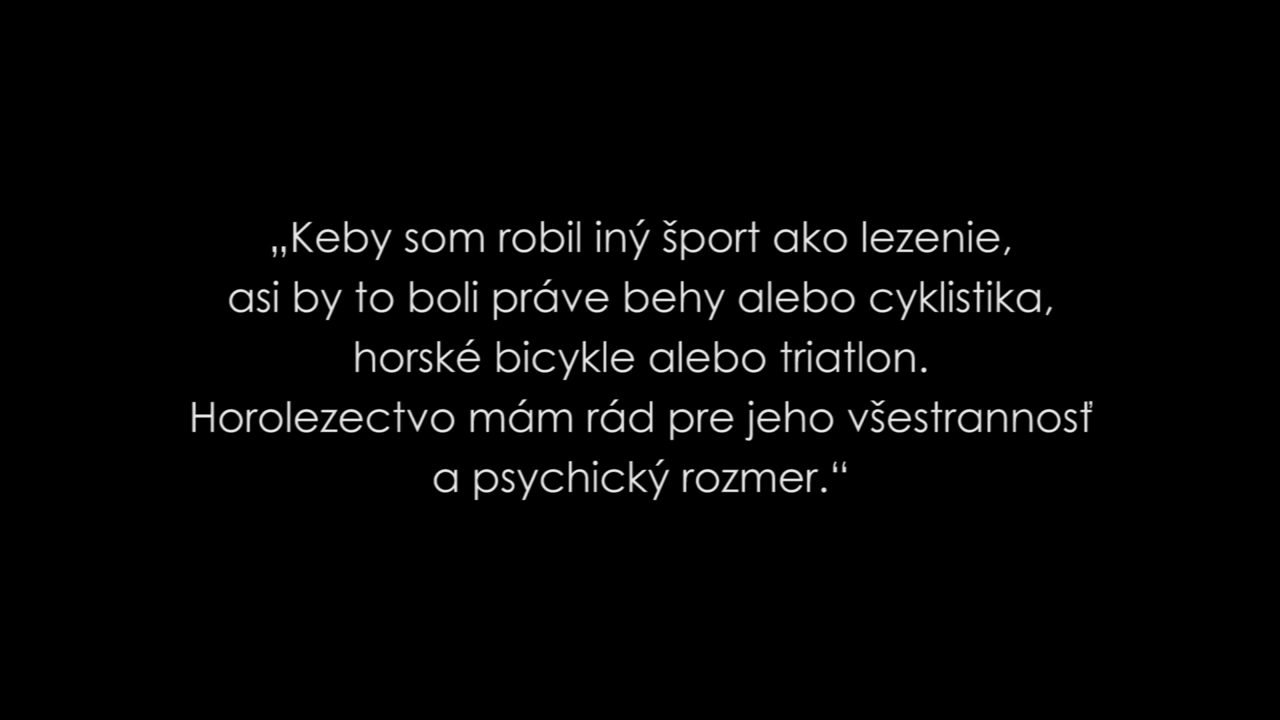 „Keby som robil iný šport ako lezenie,
asi by to boli práve behy alebo cyklistika,
horské bicykle alebo triatlon.
Horolezectvo mám rád pre jeho všestrannosť
a psychický rozmer.“